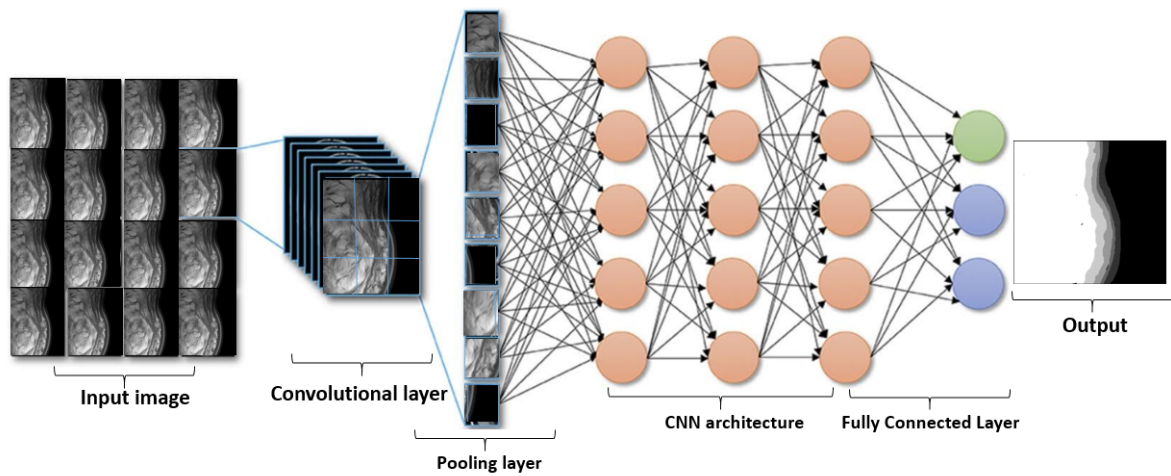 Input image
Convolutional layer
Pooling layer
CNN architecture
Fully Connected Layer
Output